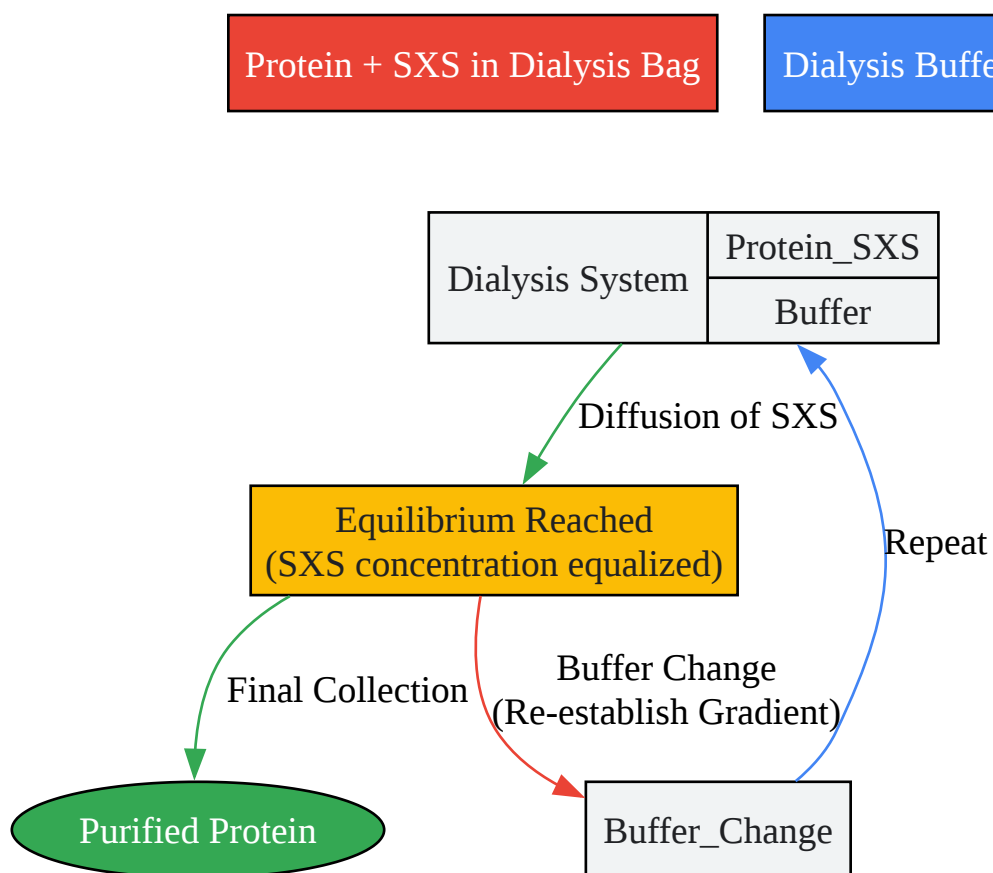 Protein + SXS in Dialysis Bag
Dialysis Buffe
Dialysis System
Protein_SXS
Buffer
Diffusion of SXS
Equilibrium Reached
(SXS concentration equalized)
Repeat
Buffer Change
(Re-establish Gradient)
Final Collection
Purified Protein
Buffer_Change